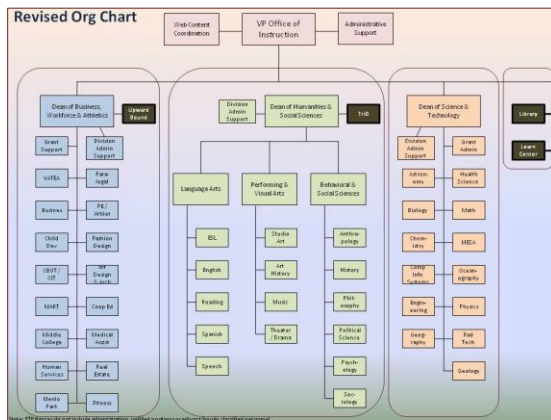 Revised Org Chart
Web Content
Coordination
VP Office of
Instruction
Administrative
Support
Dean of Business,
Workforce & Athletics
Upward
Bound
Grant
Support
Division
Admin
Support
VATEA
Para-
legal
Business
PE /
Athlet
Child
Dev
Fashion
Design
CBOT /
CIT
Int
Design
& Arch
MART
Coop Ed
Middle
College
Medical
Assist
Human
Services
Real
Estate
Menlo
Park
Fitness
Division
Admin
Support
Dean of Humanities &
Social Sciences
TriO
Language Arts
Performing &
Visual Arts
Behavioral &
Social Sciences
ESL
English
Reading
Spanish
Speech
Studio
Art
Art
History
Music
Theater
/ Drama
Anthro-
pology
History
Phil-
osophy
Political
Science
Psych-
ology
Soc-
iology
Dean of Science &
Technology
Division
Admin
Support
Grant
Admin
Astron-
omy
Health
Science
Biology
Math
Chem-
istry
MESA
Comp
Info
Systems
Ocean-
ography
Engin-
eering
Physics
Geog-
raphy
Rad
Tech
Geology
Library
Learn
Center